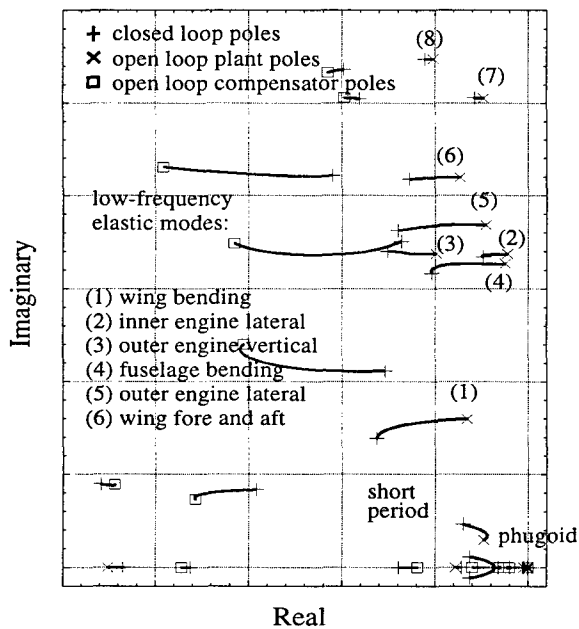 + closed loop poles
× open loop plant poles
□ open loop compensator poles
(8)
(7)
(6)
low-frequency
elastic modes:
(5)
(3)
(2)
(4)
(1) wing bending
(2) inner engine lateral
(3) outer engine vertical
(4) fuselage bending
(5) outer engine lateral
(6) wing fore and aft
(1)
short
period
phugoid
Imaginary
Real